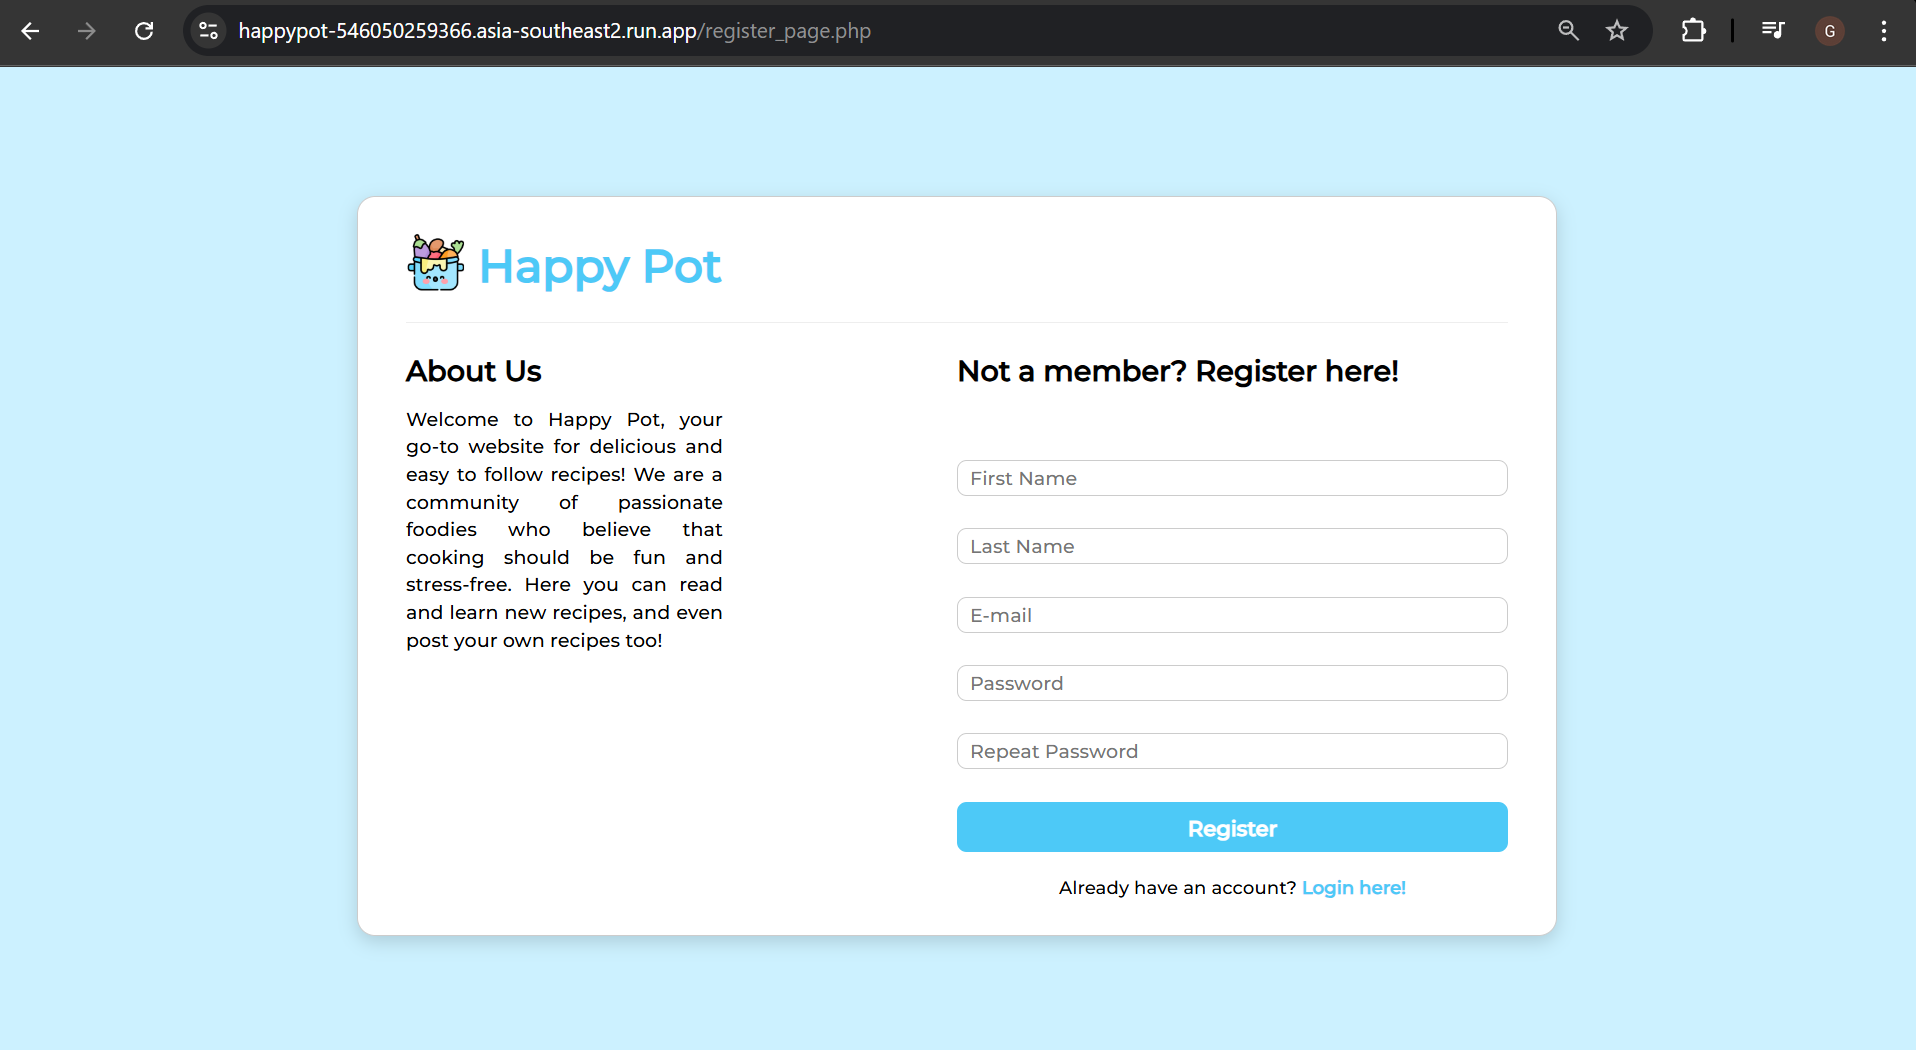 happypot-546050259366.asia-southeast2.run.app/register_page.php
G
Happy Pot
About Us
Welcome to Happy Pot, your
go-to website for delicious and
easy to follow recipes! We are a
community of passionate
foodies who believe that
cooking should be fun and
stress-free. Here you can read
and learn new recipes, and even
post your own recipes too!
Not a member? Register here!
First Name
Last Name
E-mail
Password
Repeat Password
Register
Already have an account? Login here!